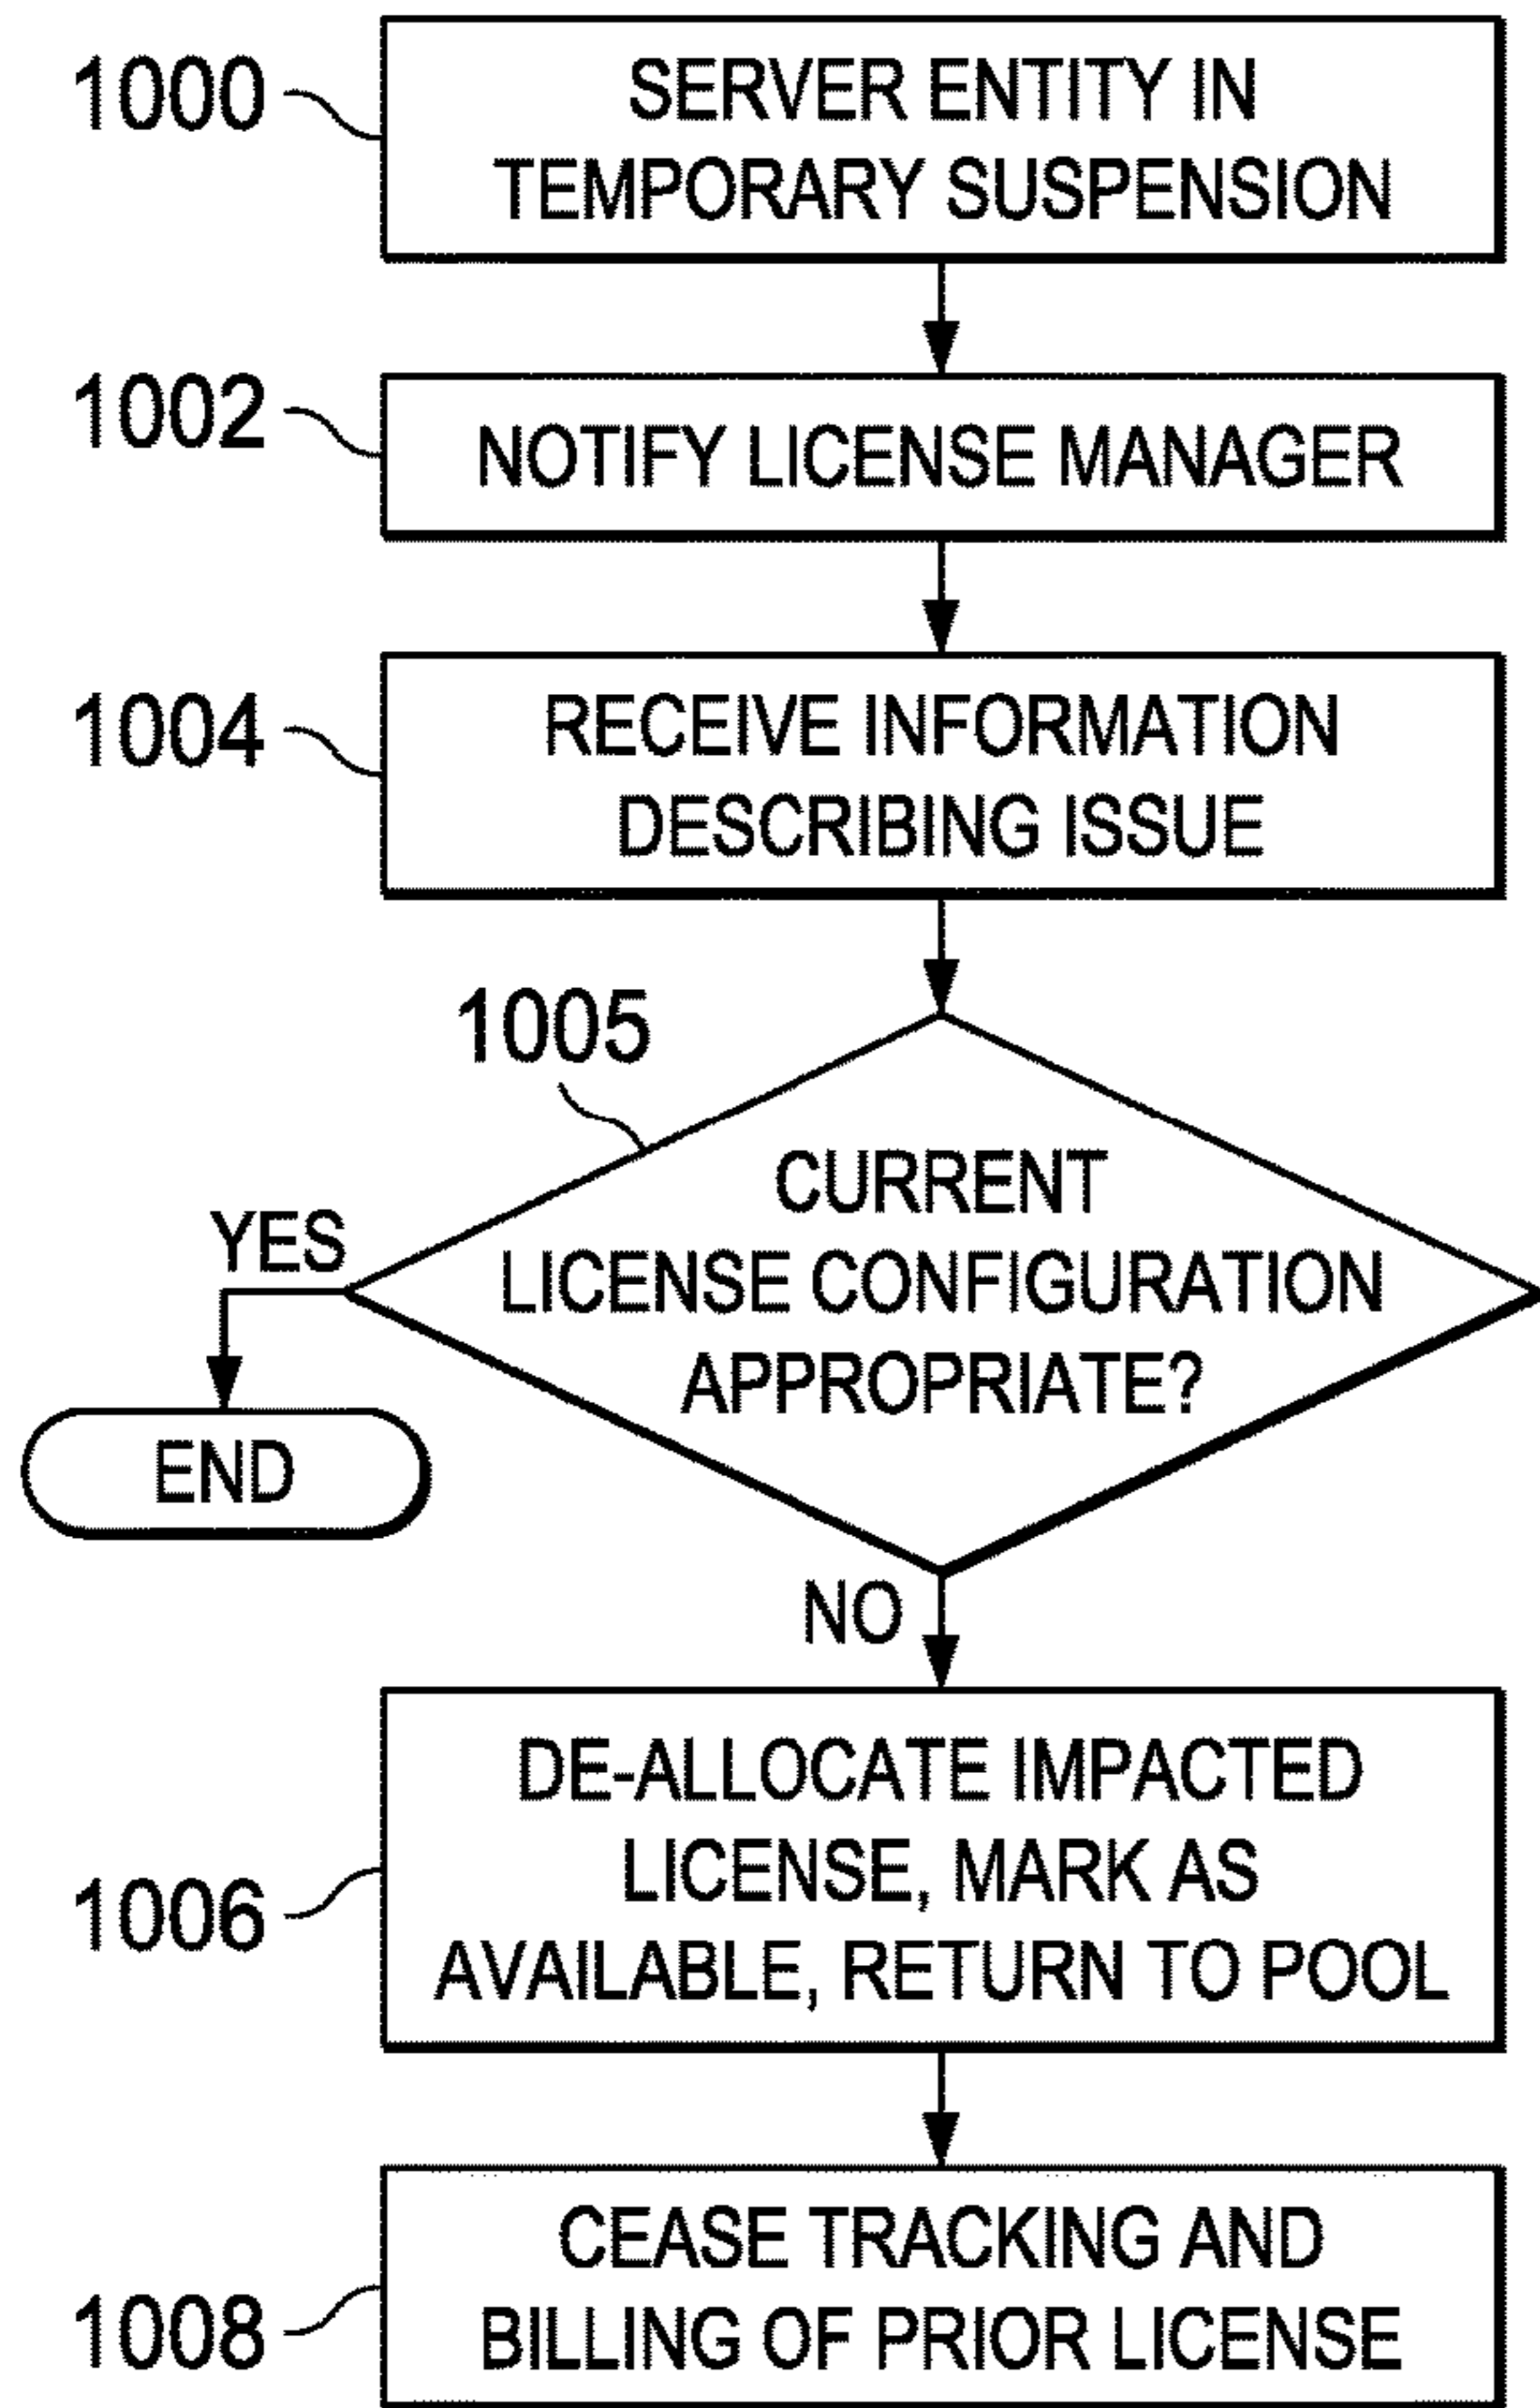 1000
SERVER ENTITY IN
TEMPORARY SUSPENSION
1002
NOTIFY LICENSE MANAGER
1004
RECEIVE INFORMATION
DESCRIBING ISSUE
1005
CURRENT
LICENSE CONFIGURATION
APPROPRIATE?
YES
END
NO
1006
DE-ALLOCATE IMPACTED
LICENSE, MARK AS
AVAILABLE, RETURN TO POOL
1008
CEASE TRACKING AND
BILLING OF PRIOR LICENSE